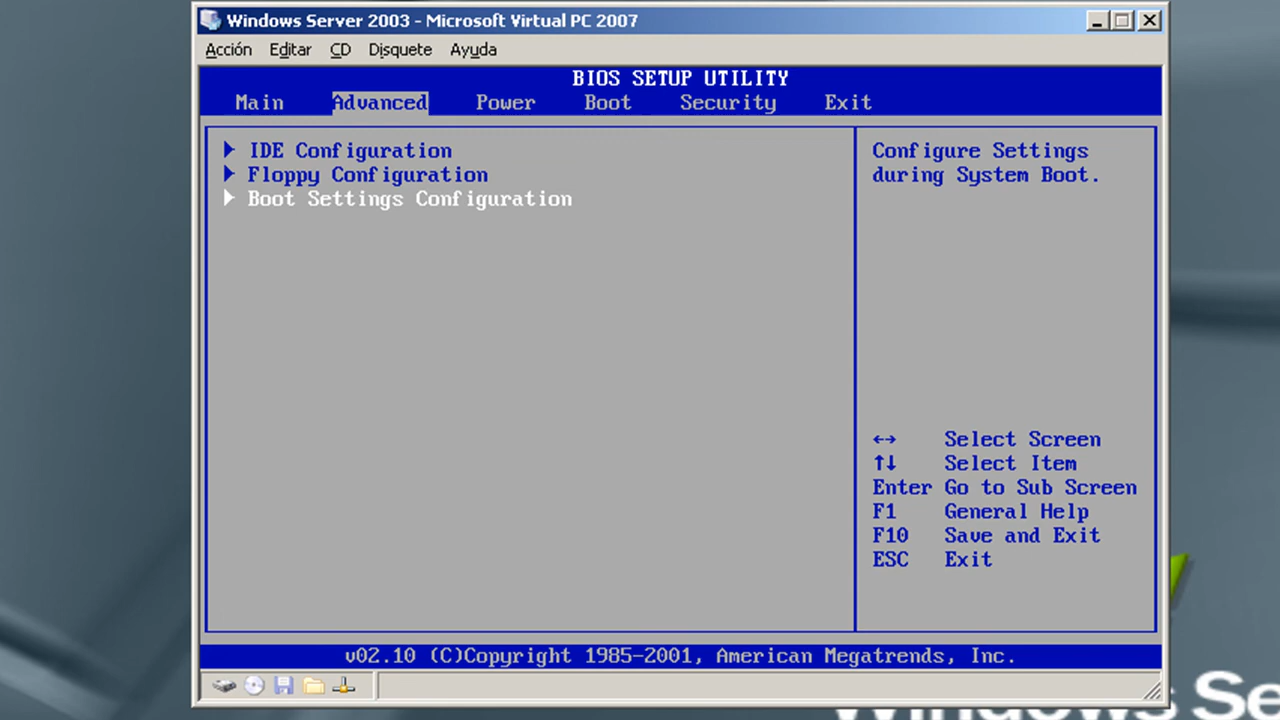 Windows Server 2003 - Microsoft Virtual PC 2007
Acción Editar CD Disquete Ayuda
BIOS SETUP UTILITY
Main Advanced Power Boot Security Exit
IDE Configuration
Floppy Configuration
Boot Settings Configuration
Configure Settings
during System Boot.
↔ Select Screen
↑↓ Select Item
Enter Go to Sub Screen
F1 General Help
F10 Save and Exit
ESC Exit
v02.10 (C)Copyright 1985-2001, American Megatrends, Inc.